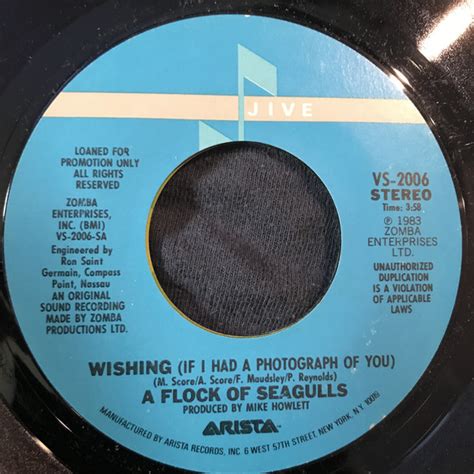 JIVE
LOANED FOR
PROMOTION ONLY
ALL RIGHTS
RESERVED
ZOMBA
ENTERPRISES,
INC. (BMI)
VS-2006-SA
Engineered by
Ron Saint
Germain, Compass
Point, Nassau
AN ORIGINAL
SOUND RECORDING
MADE BY ZOMBA
PRODUCTIONS LTD.
VS-2006
STEREO
Time: 3:58
℗ 1983
ZOMBA
ENTERPRISES
LTD.
UNAUTHORIZED
DUPLICATION
IS A VIOLATION
OF APPLICABLE
LAWS
WISHING (IF I HAD A PHOTOGRAPH OF YOU)
(M. Score/A. Score/F. Maudsley/P. Reynolds)
A FLOCK OF SEAGULLS
PRODUCED BY MIKE HOWLETT
ARISTA
MANUFACTURED BY ARISTA RECORDS, INC. 6 WEST 57TH STREET, NEW YORK, N.Y. 10019